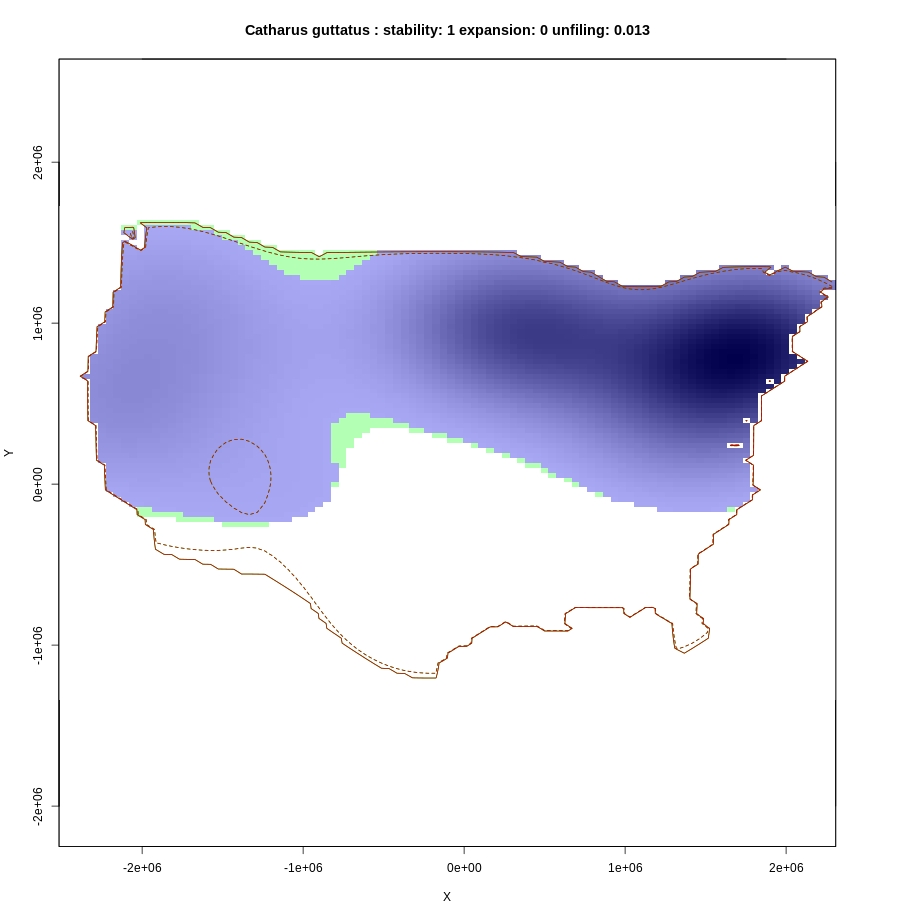 Catharus guttatus : stability: 1 expansion: 0 unfiling: 0.013
2e+06
1e+06
0e+00
-1e+06
-2e+06
Y
-2e+06 -1e+06 0e+00 1e+06 2e+06
X